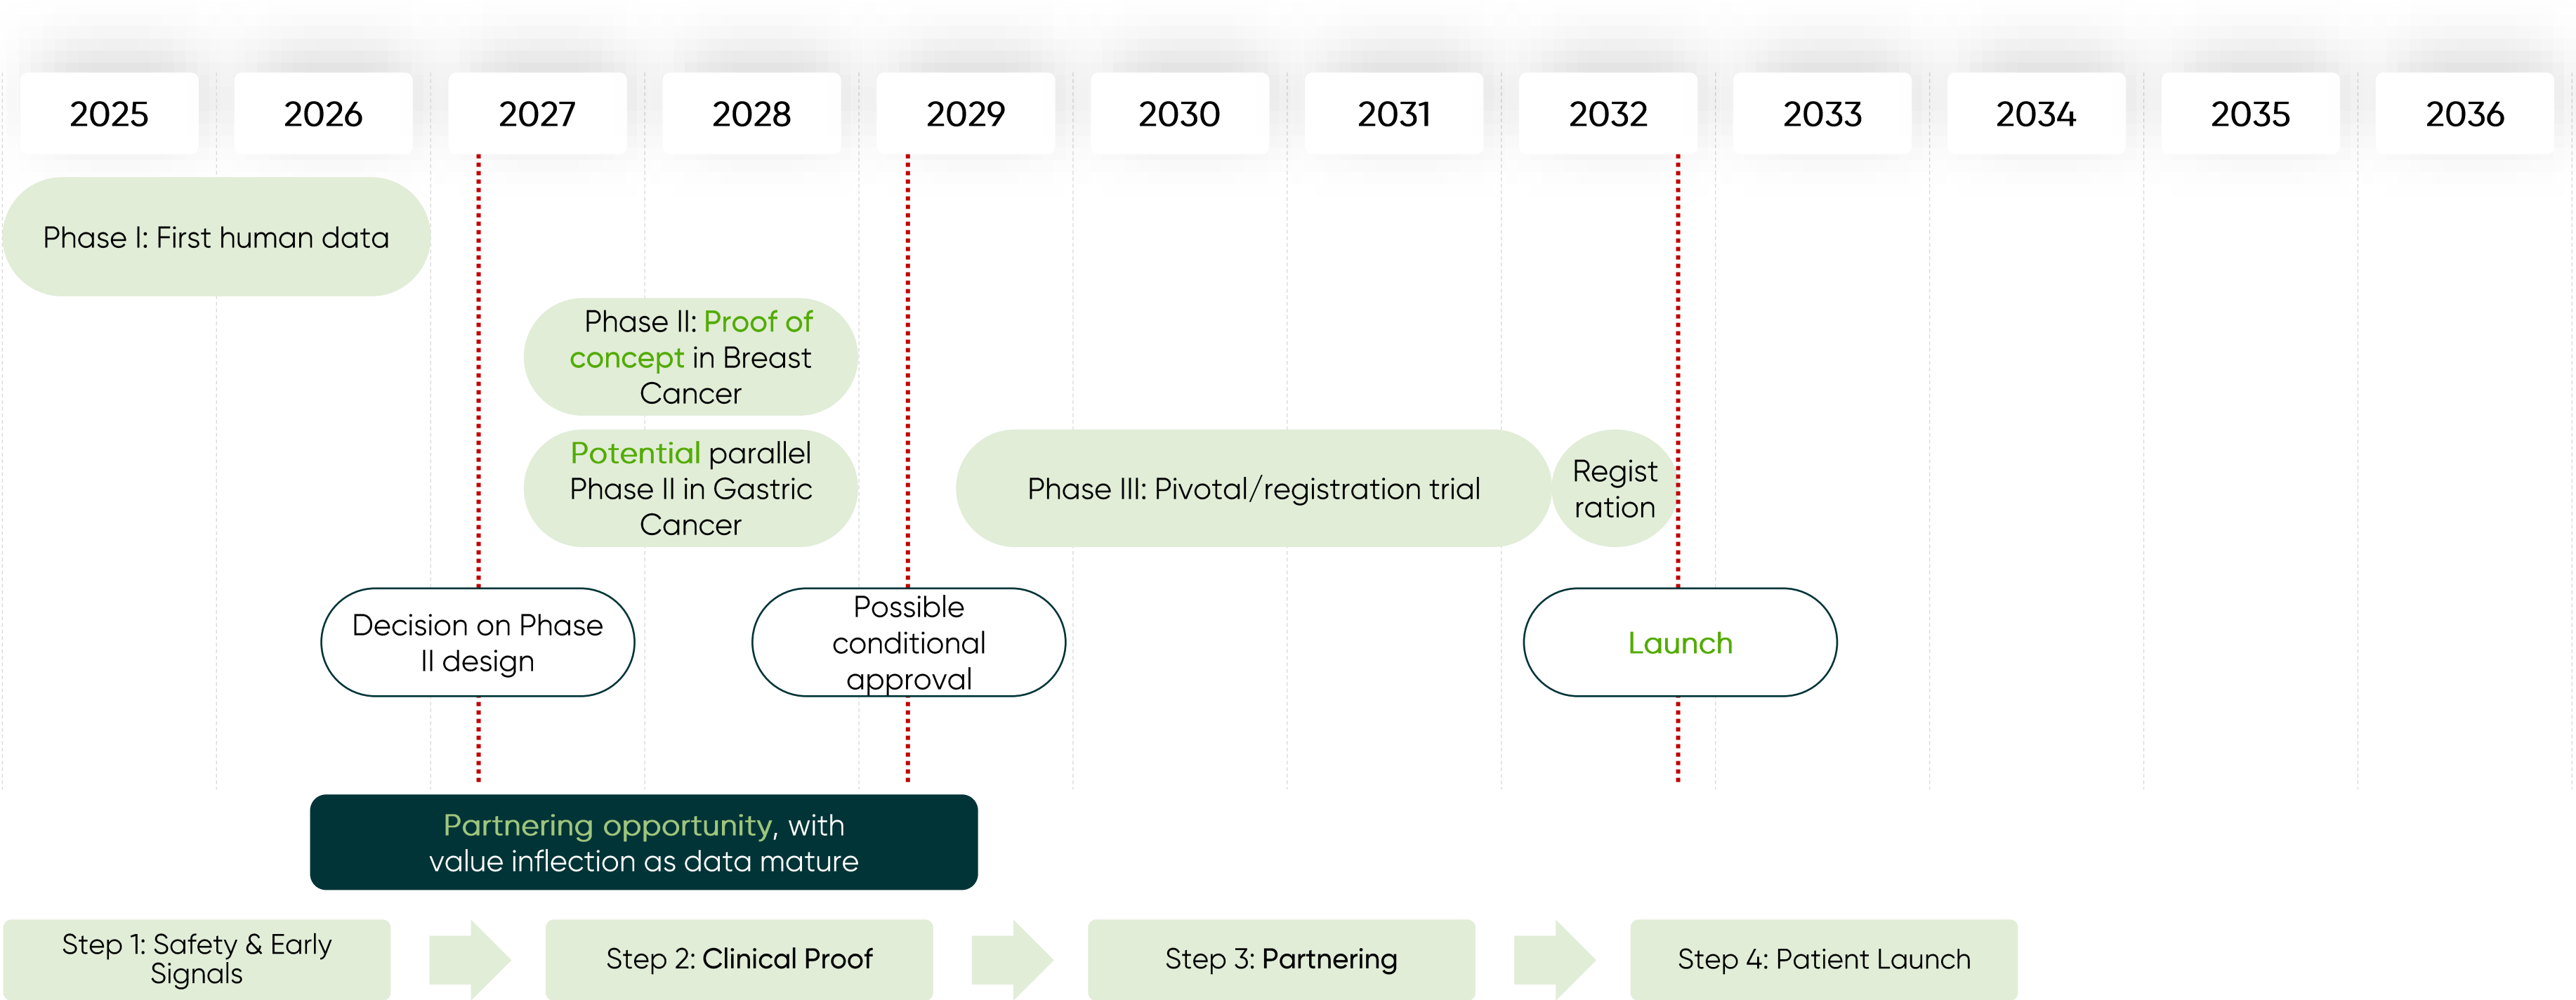 2025
2026
2027
2028
2029
2030
2031
2032
2033
2034
2035
2036
Phase I: First human data
Phase II: Proof of
concept in Breast
Cancer
Potential parallel
Phase II in Gastric
Cancer
Phase III: Pivotal/registration trial
Regist
ration
Decision on Phase
II design
Possible
conditional
approval
Launch
Partnering opportunity, with
value inflection as data mature
Step 1: Safety & Early
Signals
Step 2: Clinical Proof
Step 3: Partnering
Step 4: Patient Launch